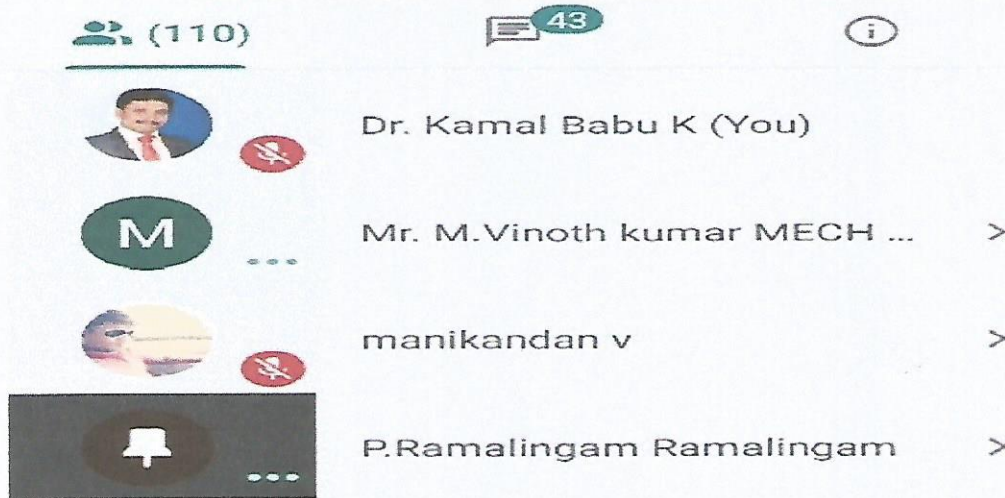 (110)
43
Dr. Kamal Babu K (You)
M
Mr. M.Vinoth kumar MECH ...
manikandan v
P.Ramalingam Ramalingam